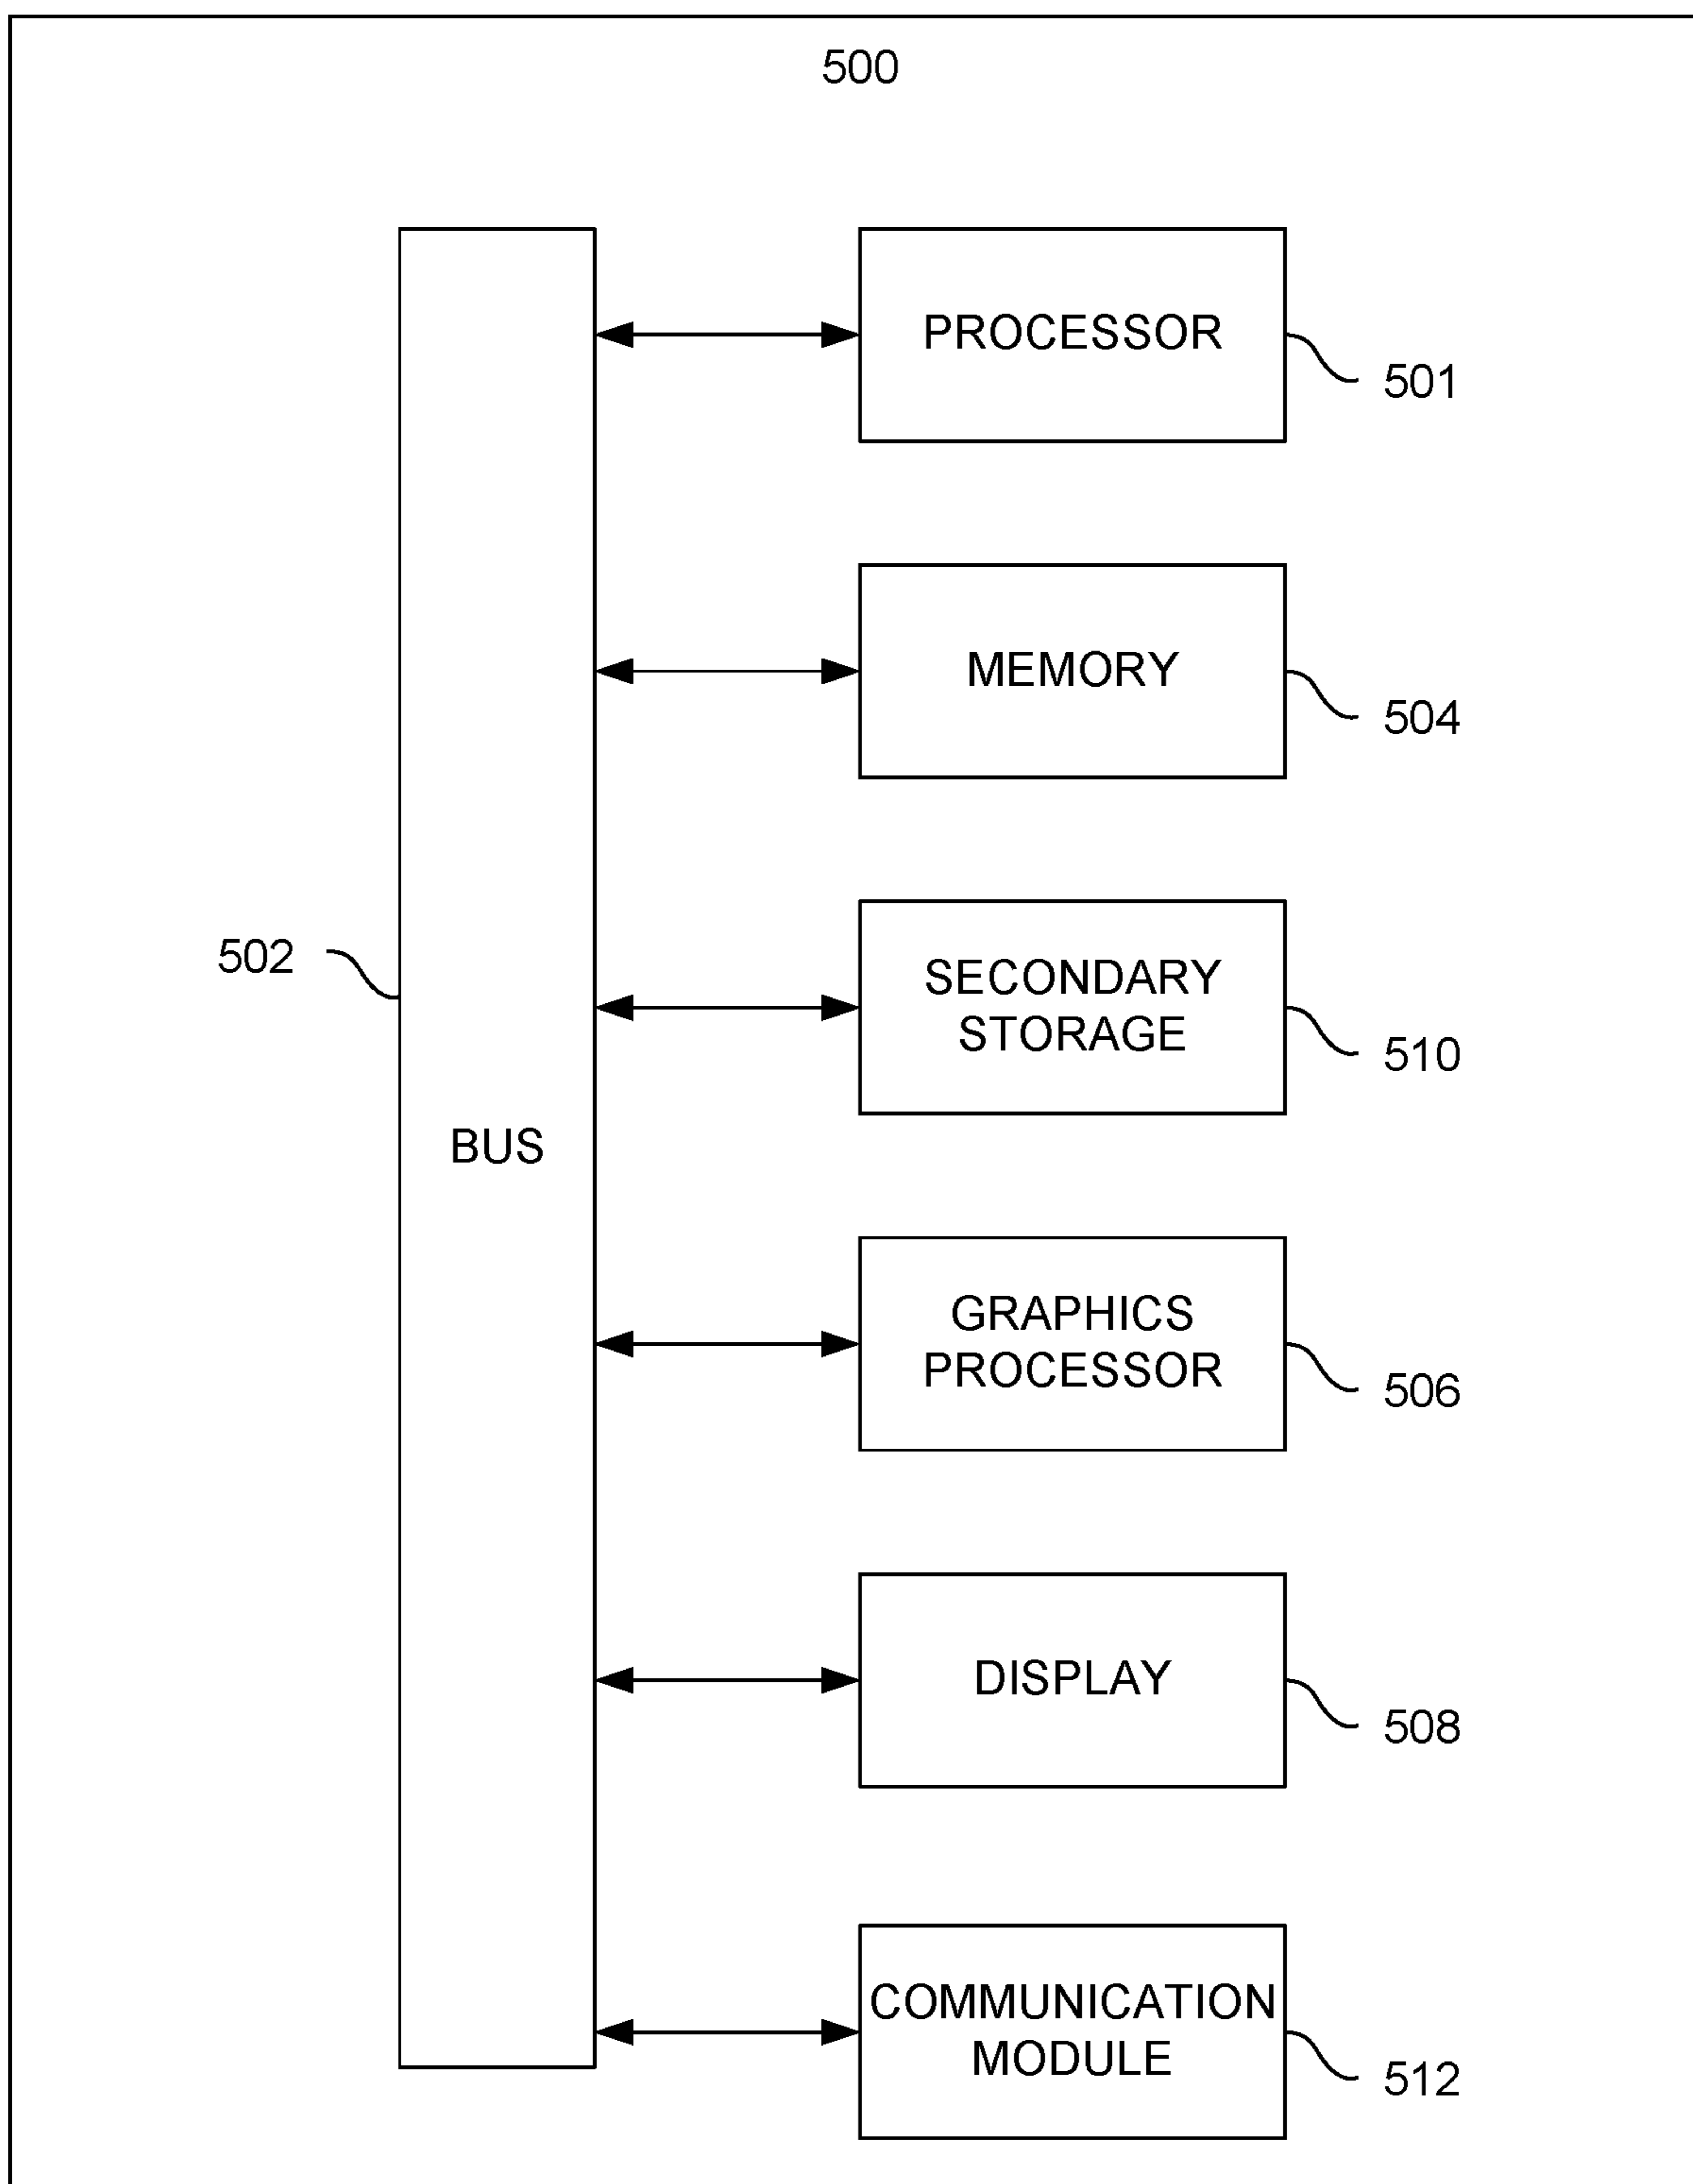 500
PROCESSOR
501
MEMORY
504
502
SECONDARY
STORAGE
510
BUS
GRAPHICS
PROCESSOR
506
DISPLAY
508
COMMUNICATION
MODULE
512